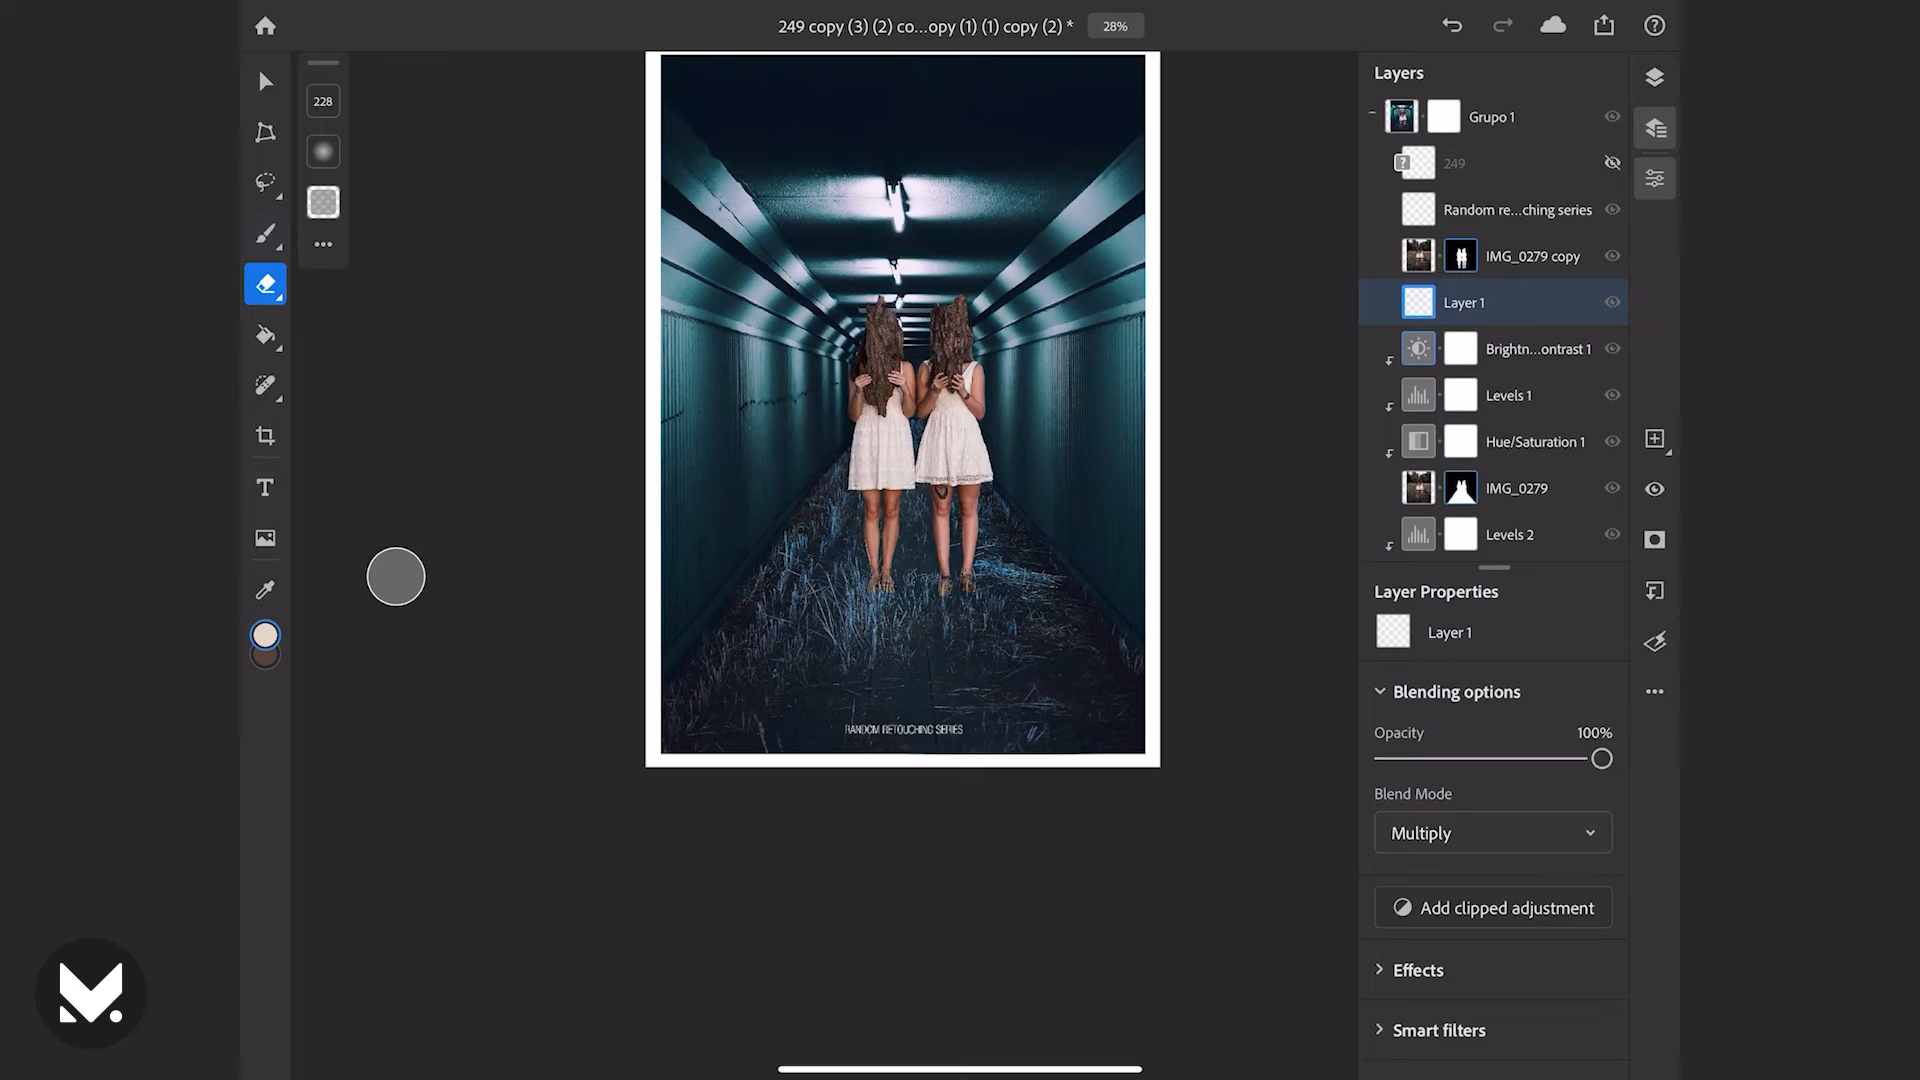 249 copy (3) (2) co...opy (1) (1) copy (2) *
28%
228
Layers
Grupo 1
249
Random re...ching series
IMG_0279 copy
Layer 1
Brightn...ontrast 1
Levels 1
Hue/Saturation 1
IMG_0279
Levels 2
RANDOM RETOUCHING SERIES
Layer Properties
Layer 1
Blending options
Opacity
100%
Blend Mode
Multiply
Add clipped adjustment
Effects
Smart filters
M.